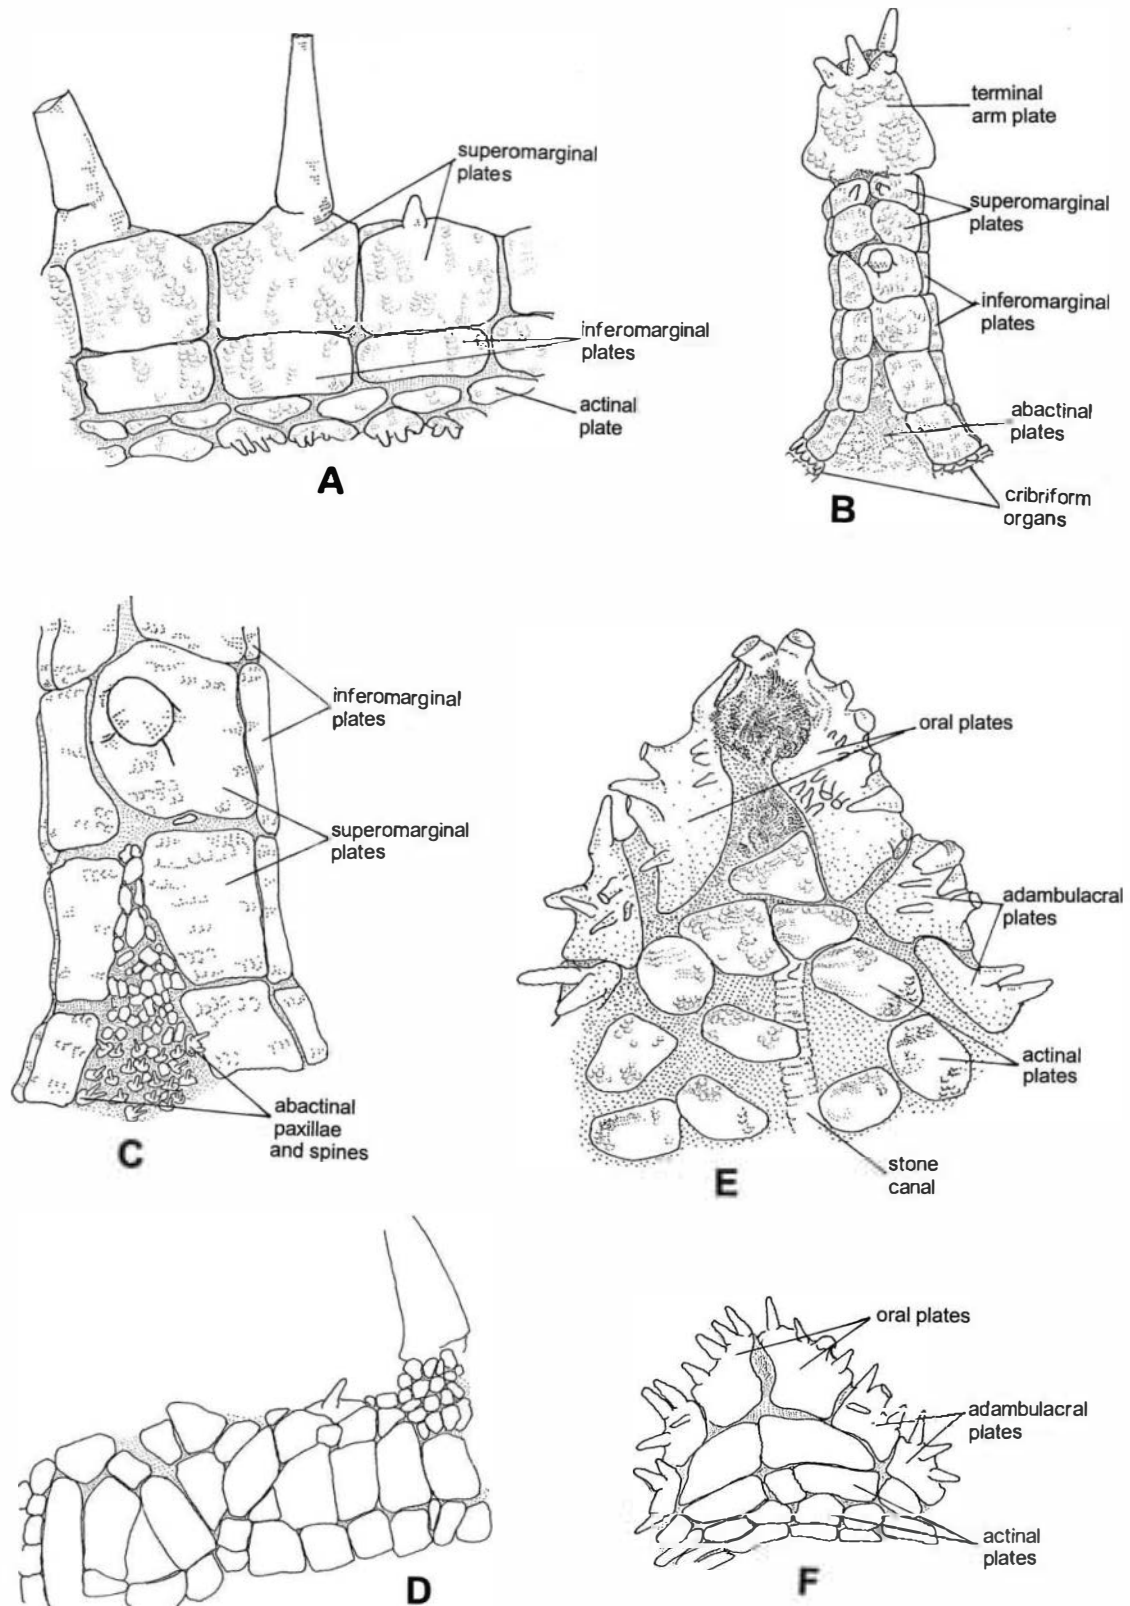 superomarginal
plates
inferomarginal
plates
actinal
plate
A
terminal
arm plate
superomarginal
plates
inferomarginal
plates
abactinal
plates
cribriform
organs
B
inferomarginal
plates
superomarginal
plates
abactinal
paxillae
and spines
C
oral plates
adambulacral
plates
actinal
plates
stone
canal
E
D
oral plates
adambulacral
plates
actinal
plates
F